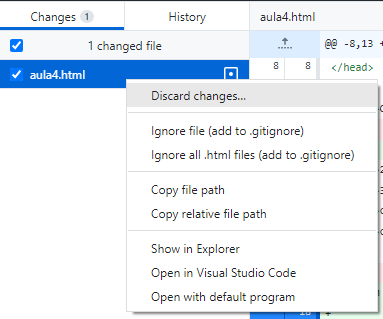 Changes 1
History
aula4.html
1 changed file
@@ -8,13 +
aula4.html
8 8 </head>
Discard changes...
Ignore file (add to .gitignore)
Ignore all .html files (add to .gitignore)
Copy file path
Copy relative file path
Show in Explorer
Open in Visual Studio Code
Open with default program